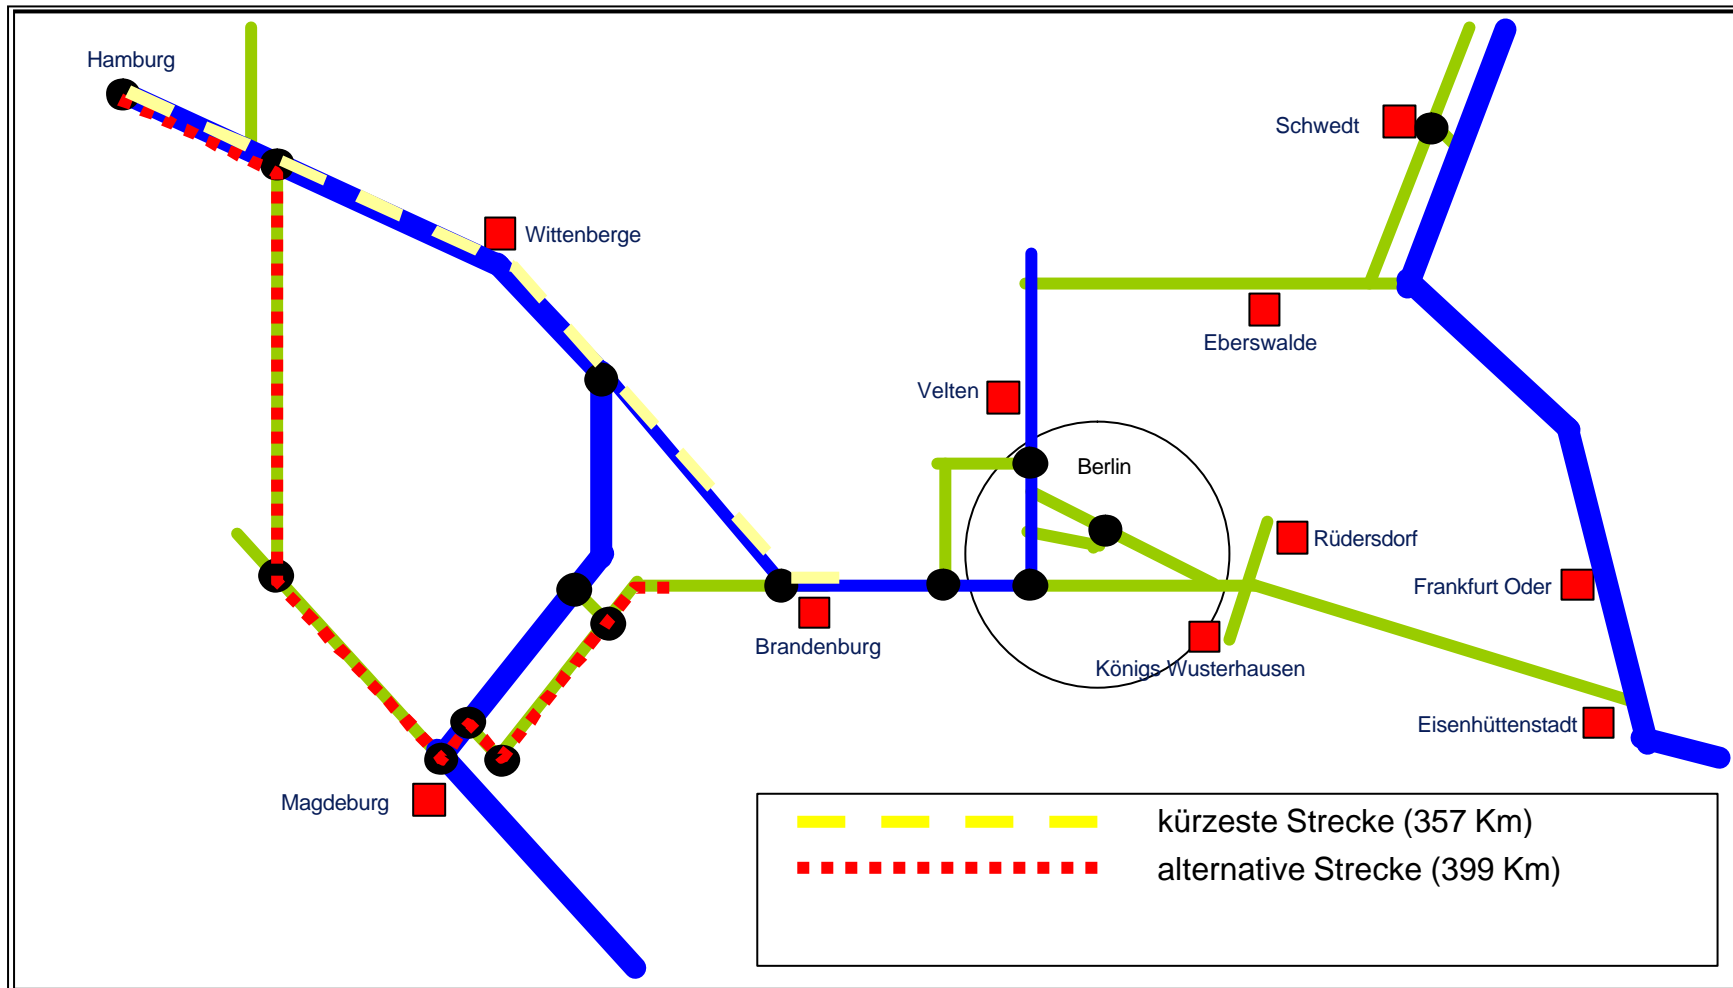 Hamburg
Schwedt
Wittenberge
Eberswalde
Velten
Berlin
Rüdersdorf
Frankfurt Oder
Brandenburg
Königs Wusterhausen
Eisenhüttenstadt
Magdeburg
kürzeste Strecke (357 Km)
alternative Strecke (399 Km)